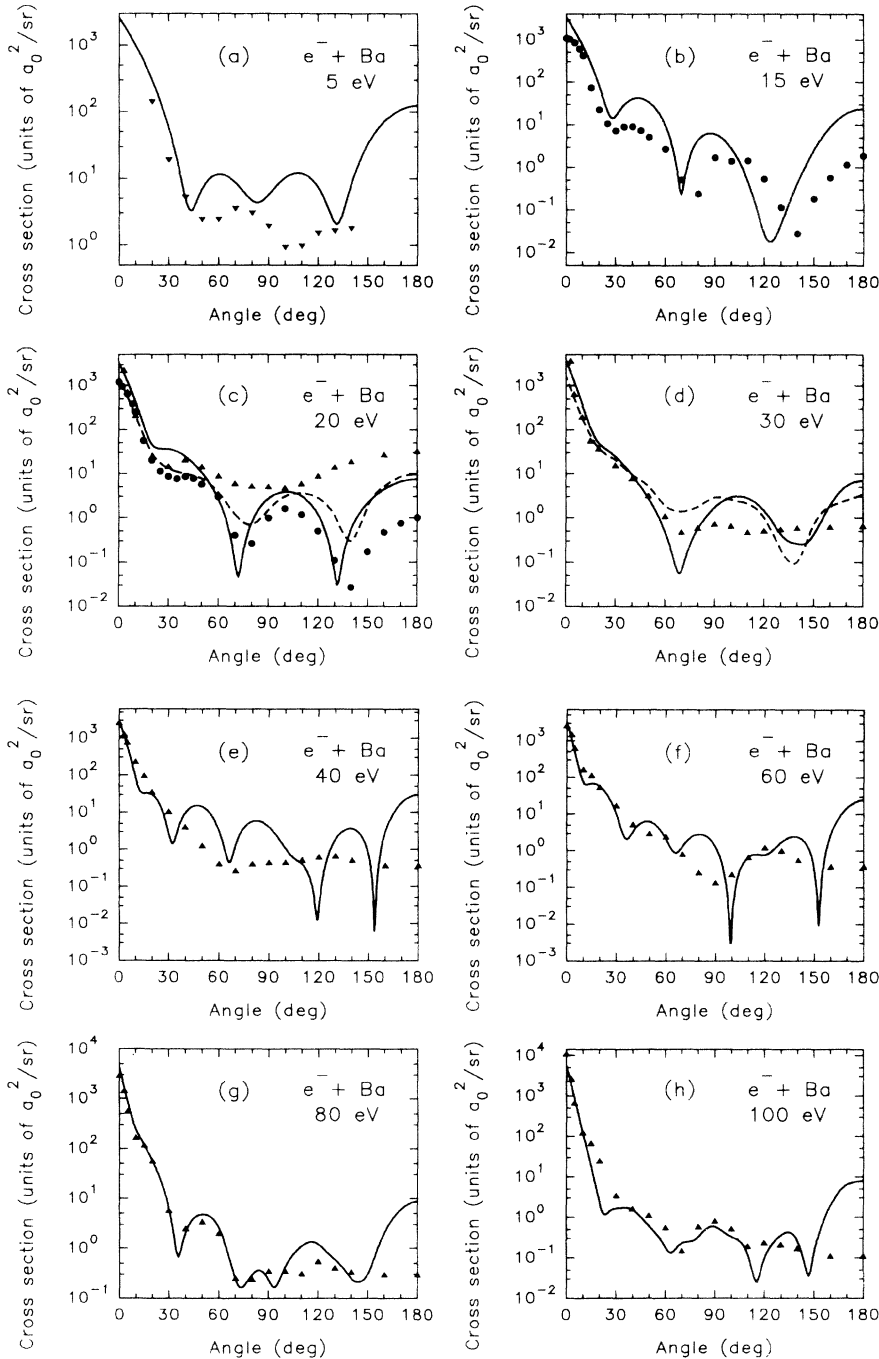 (a) e⁻ + Ba
5 eV
Cross section (units of a₀²/sr)
10³
10²
10¹
10⁰
0 30 60 90 120 150 180
Angle (deg)
(b) e⁻ + Ba
15 eV
Cross section (units of a₀²/sr)
10³
10²
10¹
10⁰
10⁻¹
10⁻²
0 30 60 90 120 150 180
Angle (deg)
(c) e⁻ + Ba
20 eV
Cross section (units of a₀²/sr)
10³
10²
10¹
10⁰
10⁻¹
10⁻²
0 30 60 90 120 150 180
Angle (deg)
(d) e⁻ + Ba
30 eV
Cross section (units of a₀²/sr)
10³
10²
10¹
10⁰
10⁻¹
10⁻²
0 30 60 90 120 150 180
Angle (deg)
(e) e⁻ + Ba
40 eV
Cross section (units of a₀²/sr)
10³
10²
10¹
10⁰
10⁻¹
10⁻²
10⁻³
0 30 60 90 120 150 180
Angle (deg)
(f) e⁻ + Ba
60 eV
Cross section (units of a₀²/sr)
10³
10²
10¹
10⁰
10⁻¹
10⁻²
10⁻³
0 30 60 90 120 150 180
Angle (deg)
(g) e⁻ + Ba
80 eV
Cross section (units of a₀²/sr)
10⁴
10³
10²
10¹
10⁰
10⁻¹
0 30 60 90 120 150 180
Angle (deg)
(h) e⁻ + Ba
100 eV
Cross section (units of a₀²/sr)
10⁴
10³
10²
10¹
10⁰
10⁻¹
10⁻²
0 30 60 90 120 150 180
Angle (deg)